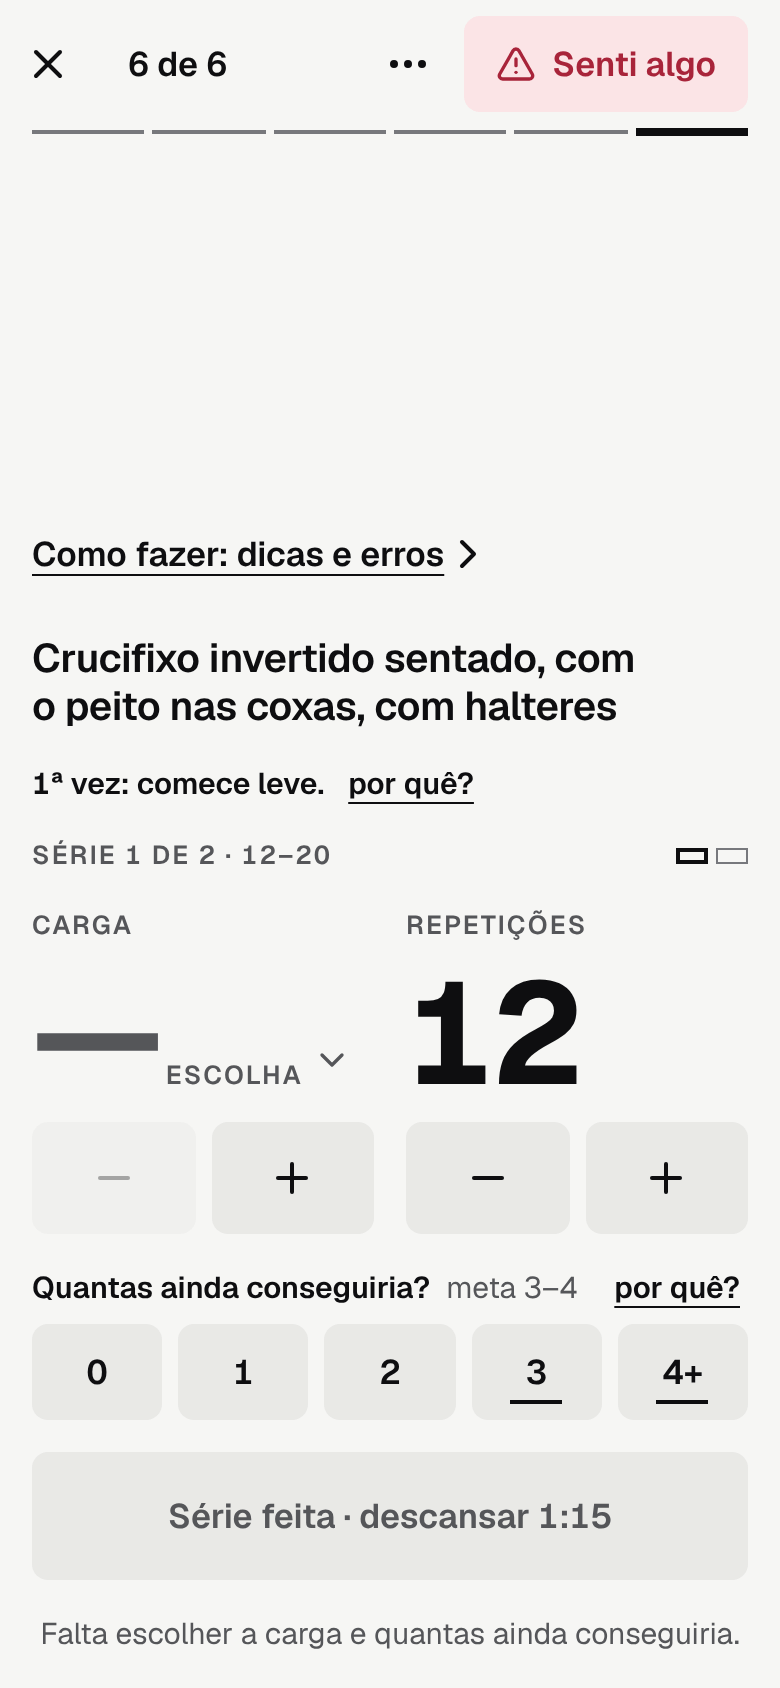 6 de 6
Senti algo
Como fazer: dicas e erros
Crucifixo invertido sentado, com
o peito nas coxas, com halteres
1ª vez: comece leve. por quê?
SÉRIE 1 DE 2 · 12–20
CARGA
REPETIÇÕES
— ESCOLHA
12
− + − +
Quantas ainda conseguiria? meta 3–4 por quê?
0 1 2 3 4+
Série feita · descansar 1:15
Falta escolher a carga e quantas ainda conseguiria.